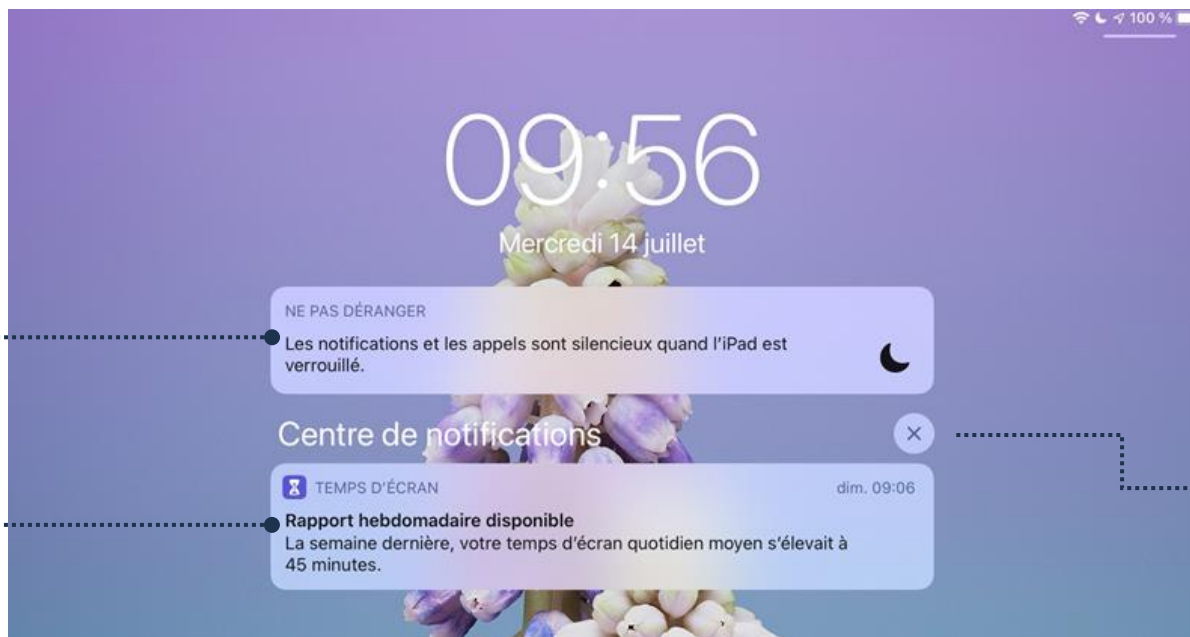 100 %
09:56
Mercredi 14 juillet
NE PAS DÉRANGER
Les notifications et les appels sont silencieux quand l'iPad est
verrouillé.
Centre de notifications
TEMPS D'ÉCRAN dim. 09:06
Rapport hebdomadaire disponible
La semaine dernière, votre temps d'écran quotidien moyen s'élevait à
45 minutes.